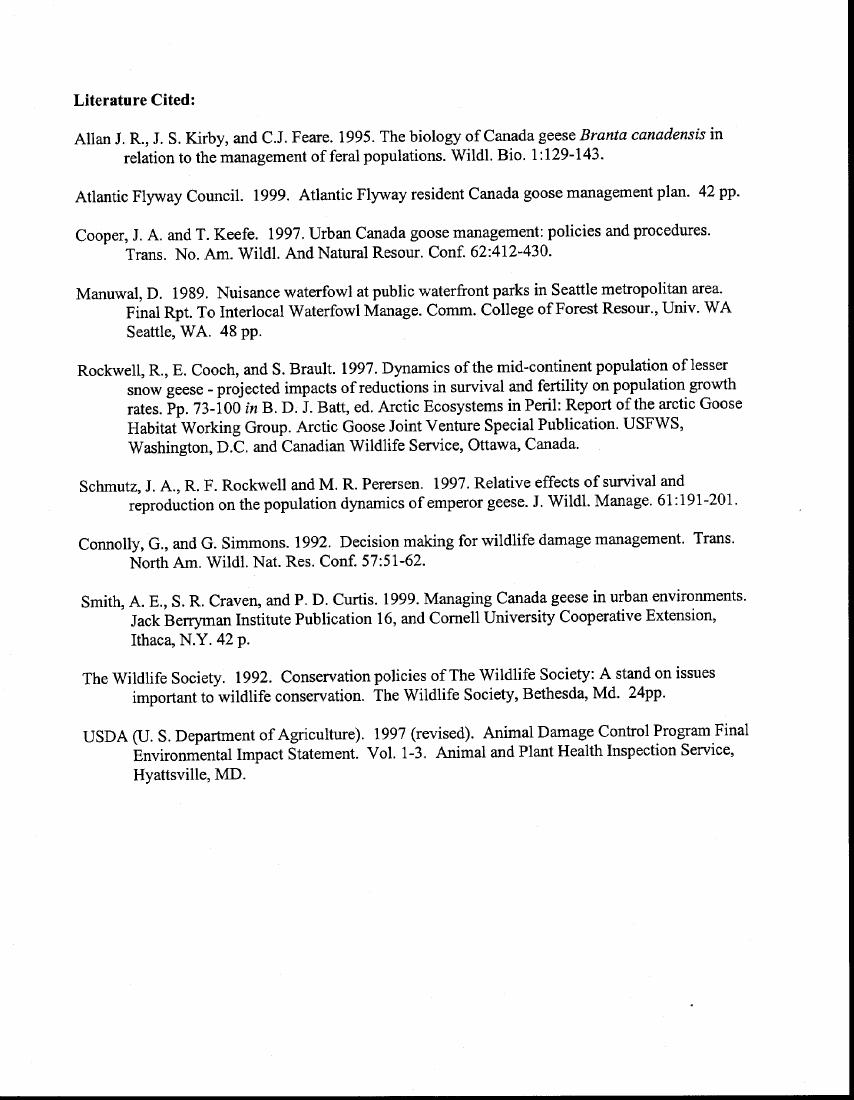 Literature Cited:
Allan J. R., J. S. Kirby, and C.J. Feare. 1995. The biology of Canada geese Branta canadensis in
relation to the management of feral populations. Wildl. Bio. 1:129-143.
Atlantic Flyway Council. 1999. Atlantic Flyway resident Canada goose management plan. 42 pp.
Cooper, J. A. and T. Keefe. 1997. Urban Canada goose management: policies and procedures.
Trans. No. Am. Wildl. And Natural Resour. Conf. 62:412-430.
Manuwal, D. 1989. Nuisance waterfowl at public waterfront parks in Seattle metropolitan area.
Final Rpt. To Interlocal Waterfowl Manage. Comm. College of Forest Resour., Univ. WA
Seattle, WA. 48 pp.
Rockwell, R., E. Cooch, and S. Brault. 1997. Dynamics of the mid-continent population of lesser
snow geese - projected impacts of reductions in survival and fertility on population growth
rates. Pp. 73-100 in B. D. J. Batt, ed. Arctic Ecosystems in Peril: Report of the arctic Goose
Habitat Working Group. Arctic Goose Joint Venture Special Publication. USFWS,
Washington, D.C. and Canadian Wildlife Service, Ottawa, Canada.
Schmutz, J. A., R. F. Rockwell and M. R. Perersen. 1997. Relative effects of survival and
reproduction on the population dynamics of emperor geese. J. Wildl. Manage. 61:191-201.
Connolly, G., and G. Simmons. 1992. Decision making for wildlife damage management. Trans.
North Am. Wildl. Nat. Res. Conf. 57:51-62.
Smith, A. E., S. R. Craven, and P. D. Curtis. 1999. Managing Canada geese in urban environments.
Jack Berryman Institute Publication 16, and Cornell University Cooperative Extension,
Ithaca, N.Y. 42 p.
The Wildlife Society. 1992. Conservation policies of The Wildlife Society: A stand on issues
important to wildlife conservation. The Wildlife Society, Bethesda, Md. 24pp.
USDA (U. S. Department of Agriculture). 1997 (revised). Animal Damage Control Program Final
Environmental Impact Statement. Vol. 1-3. Animal and Plant Health Inspection Service,
Hyattsville, MD.